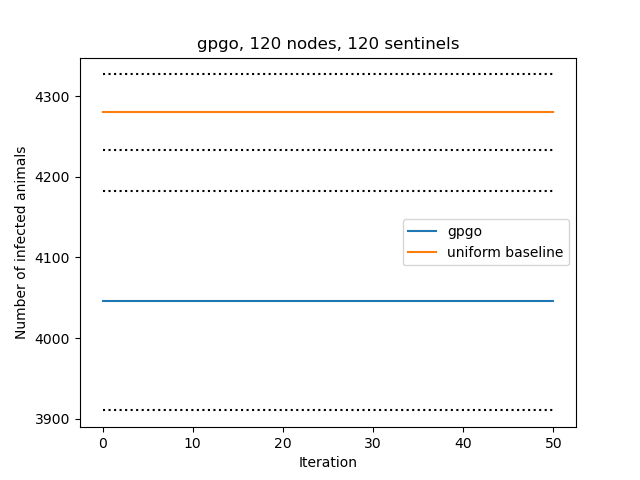 gpgo, 120 nodes, 120 sentinels
4300
4200
4100
4000
3900
Number of infected animals
gpgo
uniform baseline
0 10 20 30 40 50
Iteration